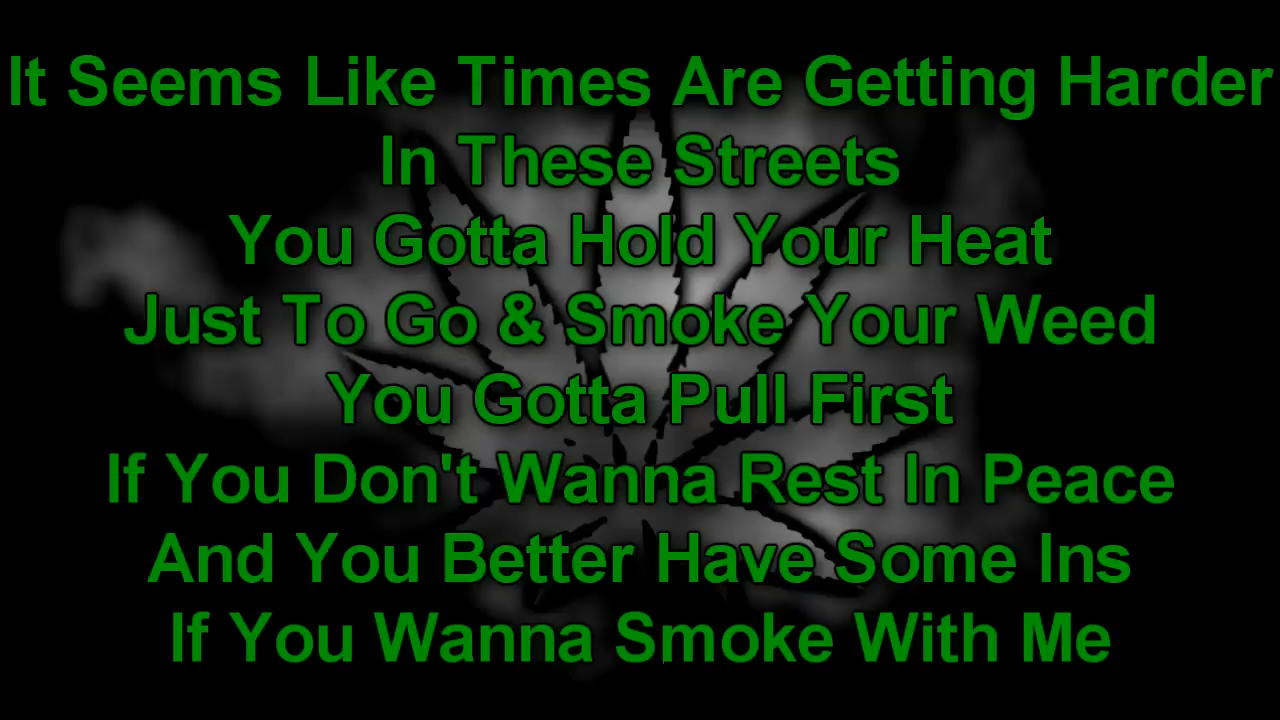 It Seems Like Times Are Getting Harder
In These Streets
You Gotta Hold Your Heat
Just To Go & Smoke Your Weed
You Gotta Pull First
If You Don't Wanna Rest In Peace
And You Better Have Some Ins
If You Wanna Smoke With Me